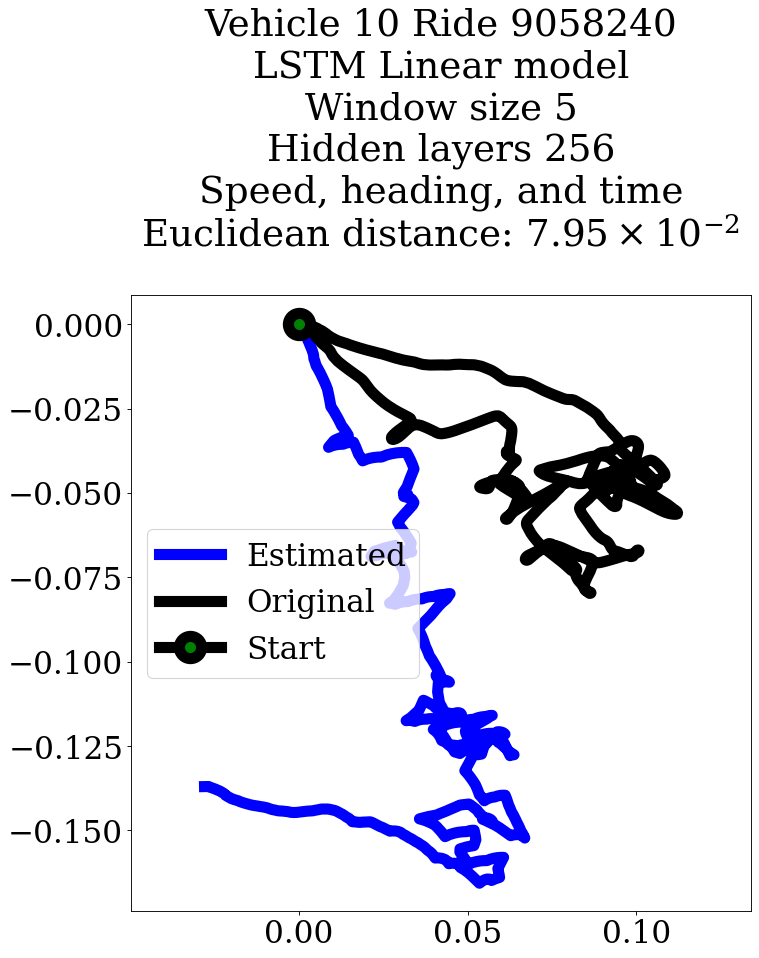 Vehicle 10 Ride 9058240
LSTM Linear model
Window size 5
Hidden layers 256
Speed, heading, and time
Euclidean distance: 7.95 × 10⁻²
0.000
−0.025
−0.050
−0.075
−0.100
−0.125
−0.150
Estimated
Original
Start
0.00 0.05 0.10